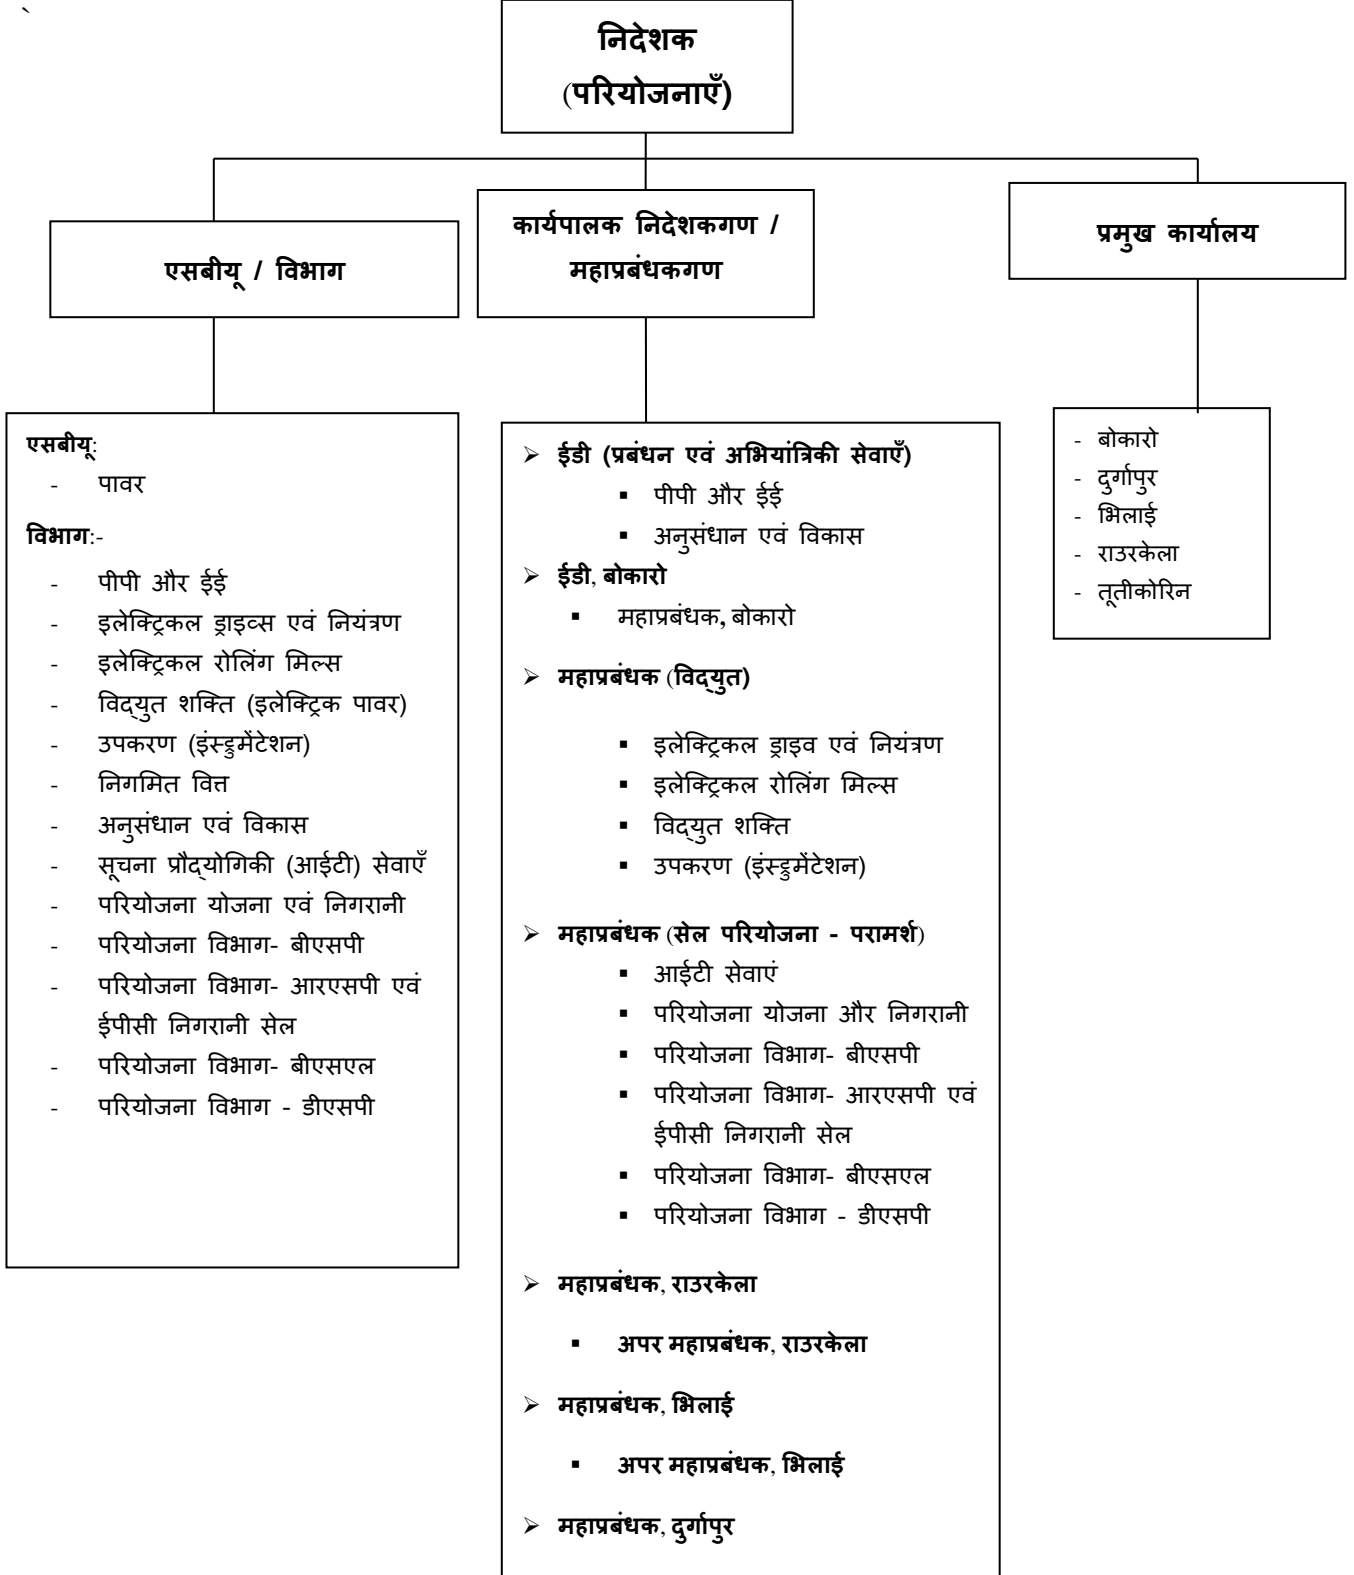 `
निदेशक
(परियोजनाएँ)
एसबीयू / विभाग
कार्यपालक निदेशकगण /
महाप्रबंधकगण
प्रमुख कार्यालय
एसबीयू:
- पावर
विभाग:-
- पीपी और ईई
- इलेक्ट्रिकल ड्राइव्स एवं नियंत्रण
- इलेक्ट्रिकल रोलिंग मिल्स
- विद्युत शक्ति (इलेक्ट्रिक पावर)
- उपकरण (इंस्ट्रुमेंटेशन)
- निगमित वित्त
- अनुसंधान एवं विकास
- सूचना प्रौद्योगिकी (आईटी) सेवाएँ
- परियोजना योजना एवं निगरानी
- परियोजना विभाग- बीएसपी
- परियोजना विभाग- आरएसपी एवं
ईपीसी निगरानी सेल
- परियोजना विभाग- बीएसएल
- परियोजना विभाग - डीएसपी
➢ ईडी (प्रबंधन एवं अभियांत्रिकी सेवाएँ)
▪ पीपी और ईई
▪ अनुसंधान एवं विकास
➢ ईडी, बोकारो
▪ महाप्रबंधक, बोकारो
➢ महाप्रबंधक (विद्युत)
▪ इलेक्ट्रिकल ड्राइव एवं नियंत्रण
▪ इलेक्ट्रिकल रोलिंग मिल्स
▪ विद्युत शक्ति
▪ उपकरण (इंस्ट्रुमेंटेशन)
➢ महाप्रबंधक (सेल परियोजना - परामर्श)
▪ आईटी सेवाएं
▪ परियोजना योजना और निगरानी
▪ परियोजना विभाग- बीएसपी
▪ परियोजना विभाग- आरएसपी एवं
ईपीसी निगरानी सेल
▪ परियोजना विभाग- बीएसएल
▪ परियोजना विभाग - डीएसपी
➢ महाप्रबंधक, राउरकेला
▪ अपर महाप्रबंधक, राउरकेला
➢ महाप्रबंधक, भिलाई
▪ अपर महाप्रबंधक, भिलाई
➢ महाप्रबंधक, दुर्गापुर
- बोकारो
- दुर्गापुर
- भिलाई
- राउरकेला
- तूतीकोरिन